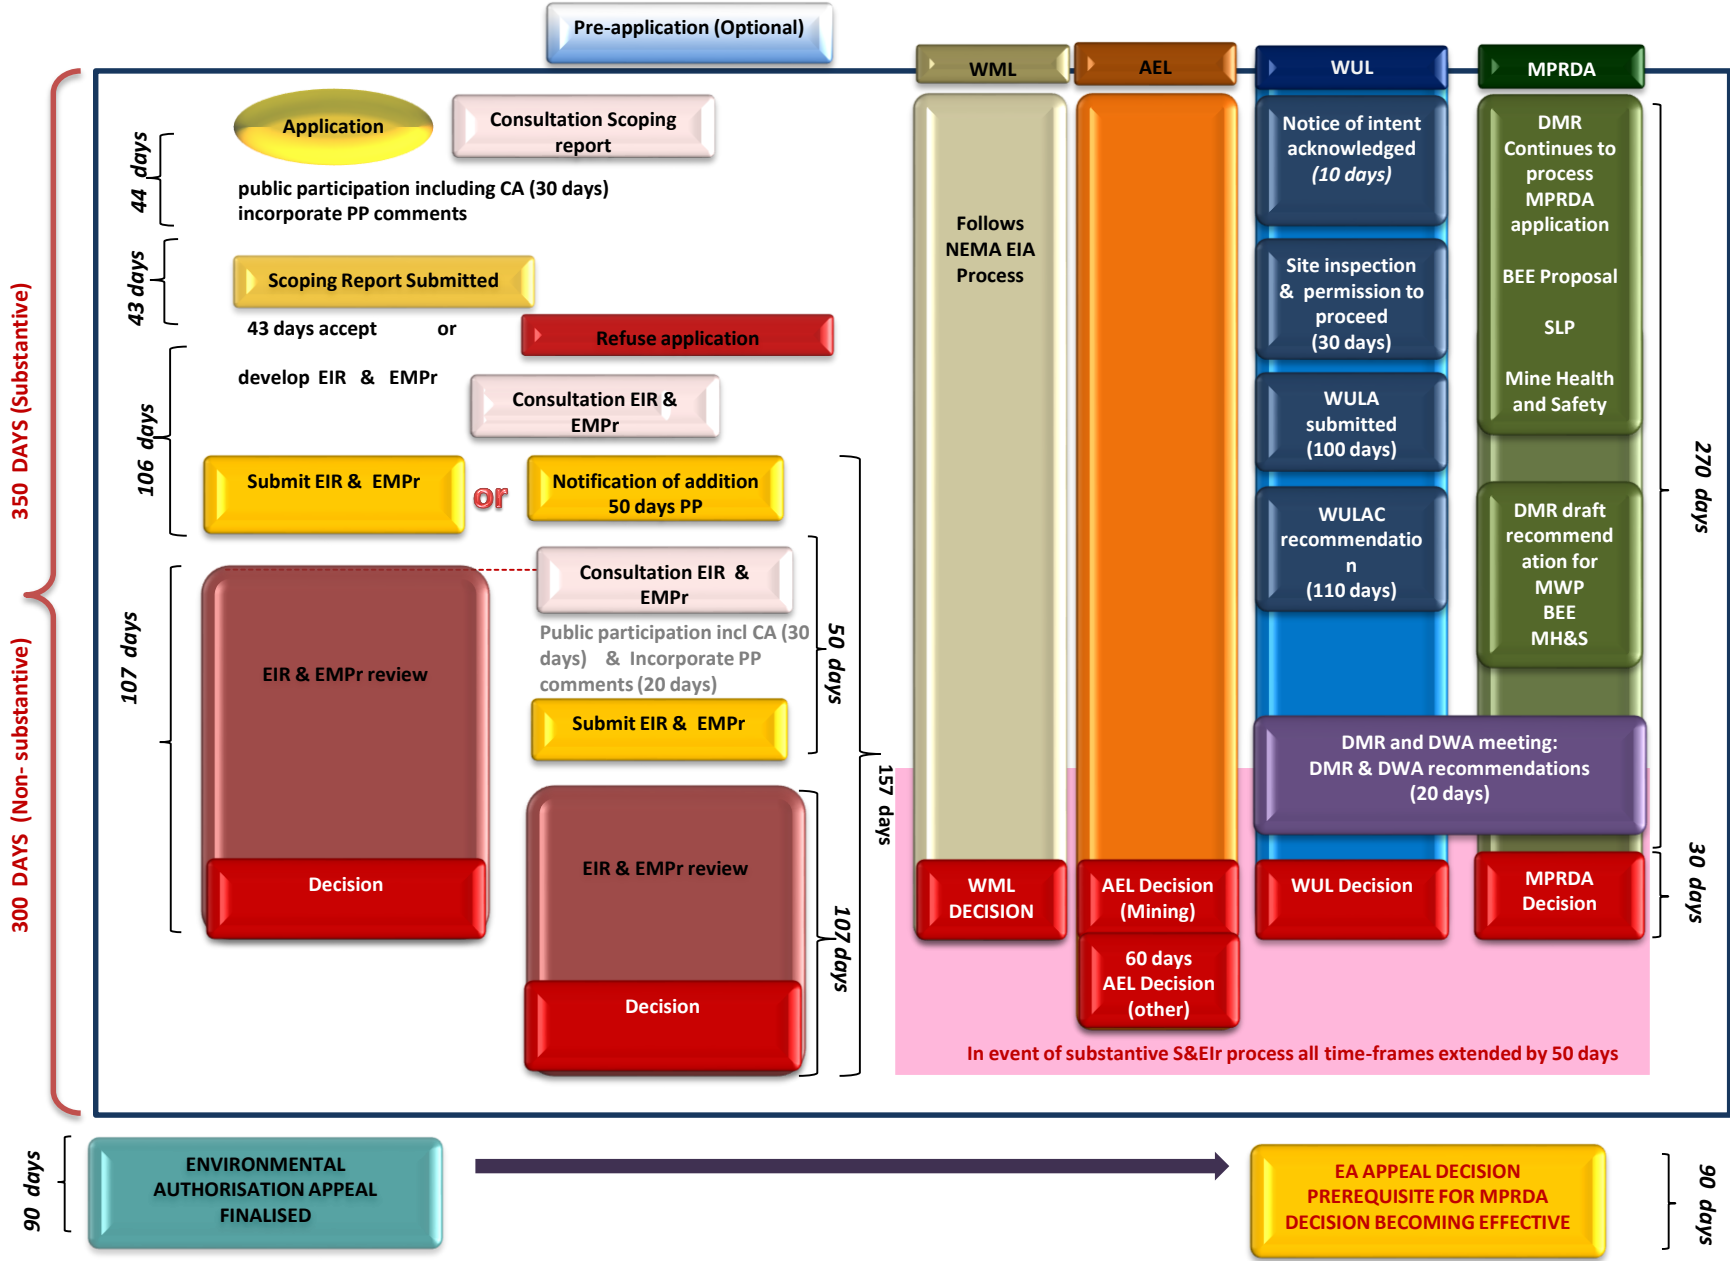 Pre-application (Optional)
WML
AEL
WUL
MPRDA
350 DAYS (Substantive)
300 DAYS (Non- substantive)
44 days
Application
Consultation Scoping
report
public participation including CA (30 days)
incorporate PP comments
43 days
Scoping Report Submitted
43 days accept or
Refuse application
106 days
develop EIR & EMPr
Consultation EIR &
EMPr
Submit EIR & EMPr
or
Notification of addition
50 days PP
107 days
EIR & EMPr review
Decision
Consultation EIR &
EMPr
Public participation incl CA (30
days) & Incorporate PP
comments (20 days)
Submit EIR & EMPr
50 days
EIR & EMPr review
Decision
107 days
157 days
Follows
NEMA EIA
Process
WML
DECISION
AEL Decision
(Mining)
60 days
AEL Decision
(other)
Notice of intent
acknowledged
(10 days)
Site inspection
& permission to
proceed
(30 days)
WULA
submitted
(100 days)
WULAC
recommendatio
n
(110 days)
DMR
Continues to
process
MPRDA
application
BEE Proposal
SLP
Mine Health
and Safety
DMR draft
recommend
ation for
MWP
BEE
MH&S
DMR and DWA meeting:
DMR & DWA recommendations
(20 days)
WUL Decision
MPRDA
Decision
270 days
30 days
In event of substantive S&EIr process all time-frames extended by 50 days
90 days
ENVIRONMENTAL
AUTHORISATION APPEAL
FINALISED
EA APPEAL DECISION
PREREQUISITE FOR MPRDA
DECISION BECOMING EFFECTIVE
90 days